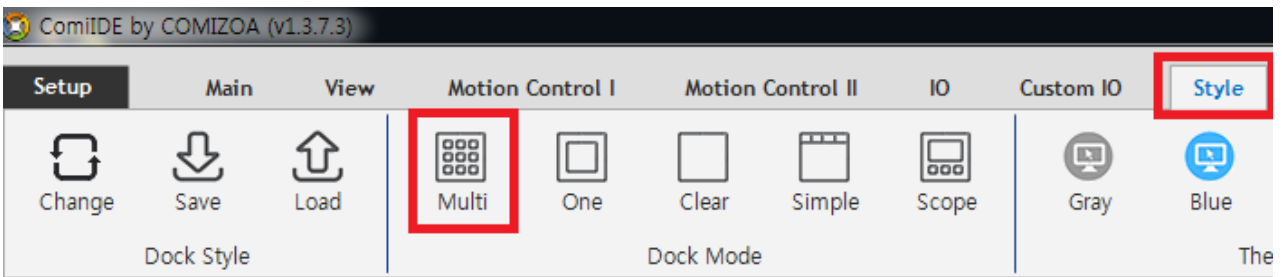 ComiIDE by COMIZOA (v1.3.7.3)
Setup Main View Motion Control I Motion Control II IO Custom IO Style
Change Save Load Multi One Clear Simple Scope Gray Blue
Dock Style Dock Mode The